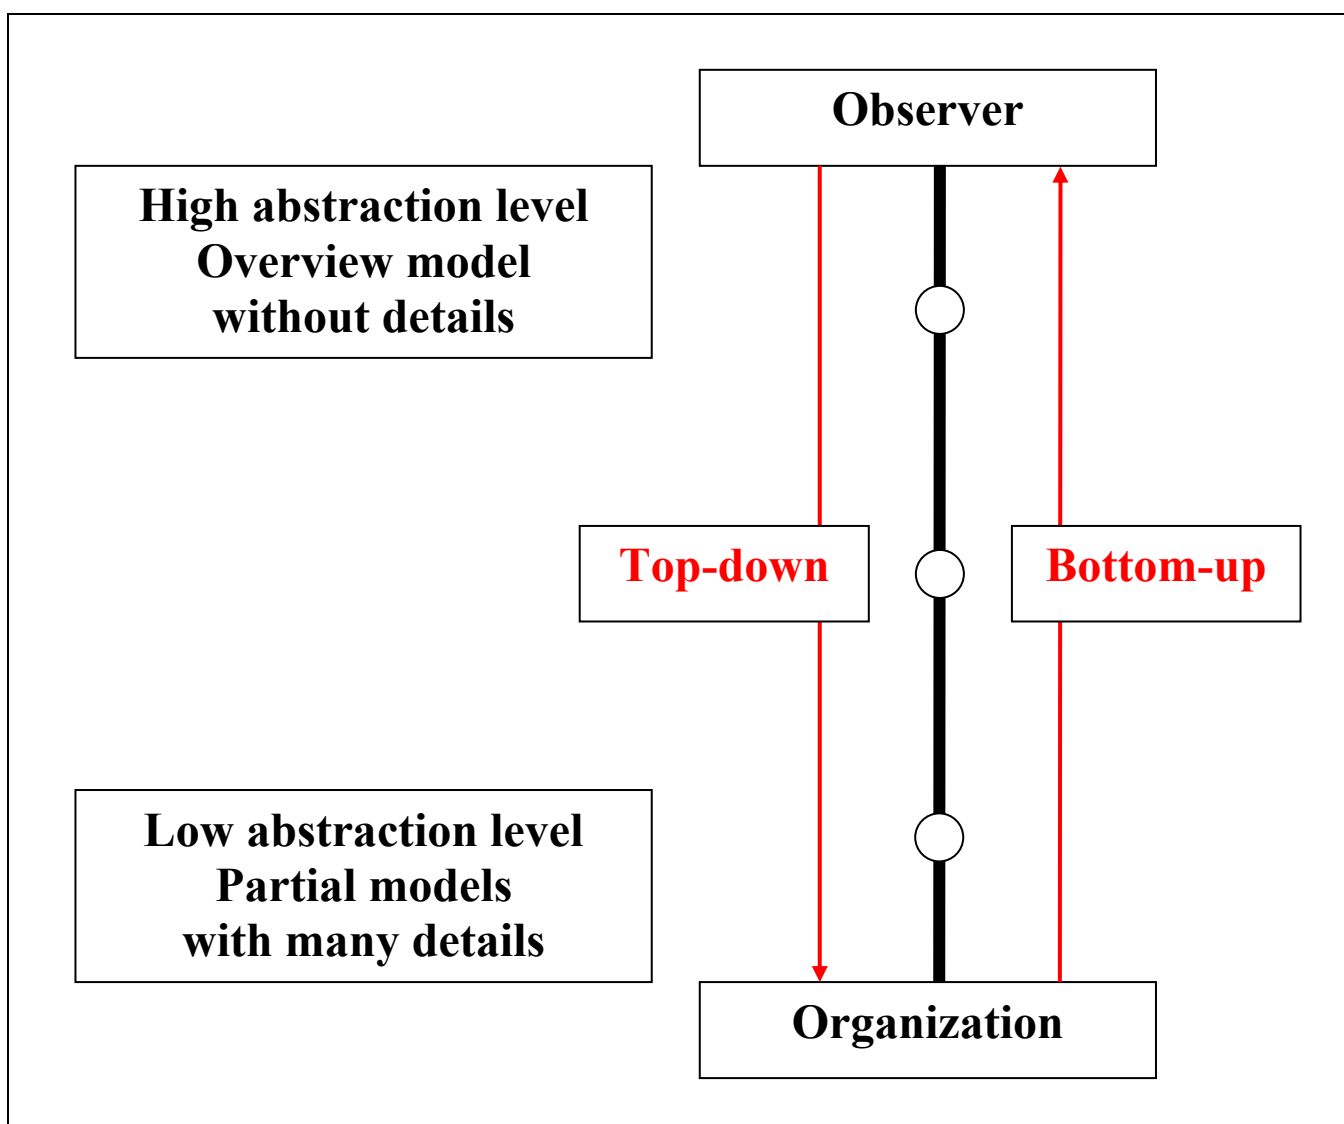 Observer
High abstraction level
Overview model
without details
Top-down
Bottom-up
Low abstraction level
Partial models
with many details
Organization